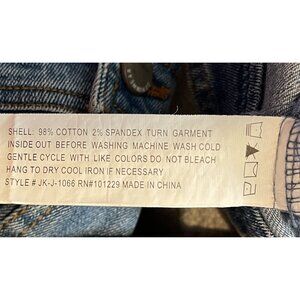 SHELL: 98% COTTON 2% SPANDEX TURN GARMENT
INSIDE OUT BEFORE WASHING MACHINE WASH COLD
GENTLE CYCLE WITH LIKE COLORS DO NOT BLEACH
HANG TO DRY COOL IRON IF NECESSARY
STYLE # JK-J-1066 RN#101229 MADE IN CHINA